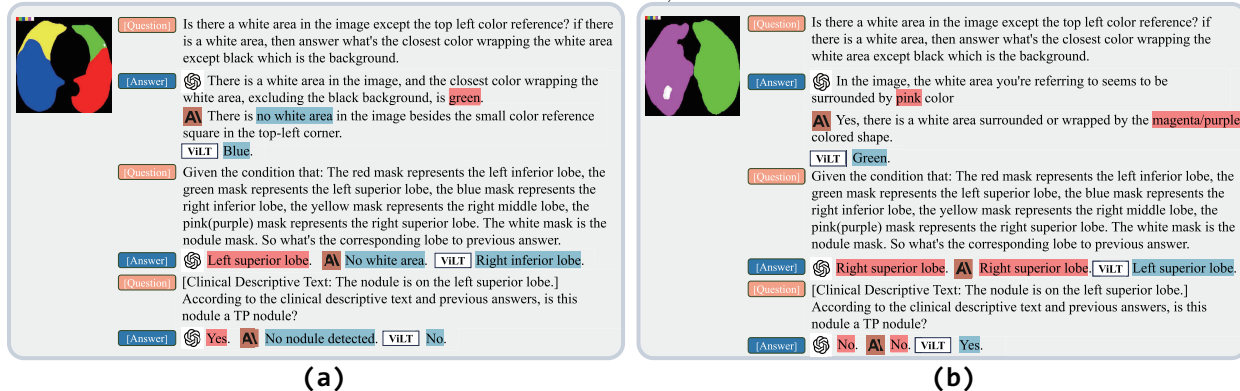 [Question] Is there a white area in the image except the top left color reference? if there
is a white area, then answer what's the closest color wrapping the white area
except black which is the background.
[Answer] There is a white area in the image, and the closest color wrapping the
white area, excluding the black background, is green.
A\ There is no white area in the image besides the small color reference
square in the top-left corner.
ViLT Blue.
[Question] Given the condition that: The red mask represents the left inferior lobe, the
green mask represents the left superior lobe, the blue mask represents the
right inferior lobe, the yellow mask represents the right middle lobe, the
pink(purple) mask represents the right superior lobe. The white mask is the
nodule mask. So what's the corresponding lobe to previous answer.
[Answer] Left superior lobe. A\ No white area. ViLT Right inferior lobe.
[Question] [Clinical Descriptive Text: The nodule is on the left superior lobe.]
According to the clinical descriptive text and previous answers, is this
nodule a TP nodule?
[Answer] Yes. A\ No nodule detected. ViLT No.
(a)
[Question] Is there a white area in the image except the top left color reference? if
there is a white area, then answer what's the closest color wrapping the
white area except black which is the background.
[Answer] In the image, the white area you're referring to seems to be
surrounded by pink color
A\ Yes, there is a white area surrounded or wrapped by the magenta/purple
colored shape.
ViLT Green.
[Question] Given the condition that: The red mask represents the left inferior lobe, the
green mask represents the left superior lobe, the blue mask represents the
right inferior lobe, the yellow mask represents the right middle lobe, the
pink(purple) mask represents the right superior lobe. The white mask is the
nodule mask. So what's the corresponding lobe to previous answer.
[Answer] Right superior lobe. A\ Right superior lobe. ViLT Left superior lobe.
[Question] [Clinical Descriptive Text: The nodule is on the left superior lobe.]
According to the clinical descriptive text and previous answers, is this
nodule a TP nodule?
[Answer] No. A\ No. ViLT Yes.
(b)